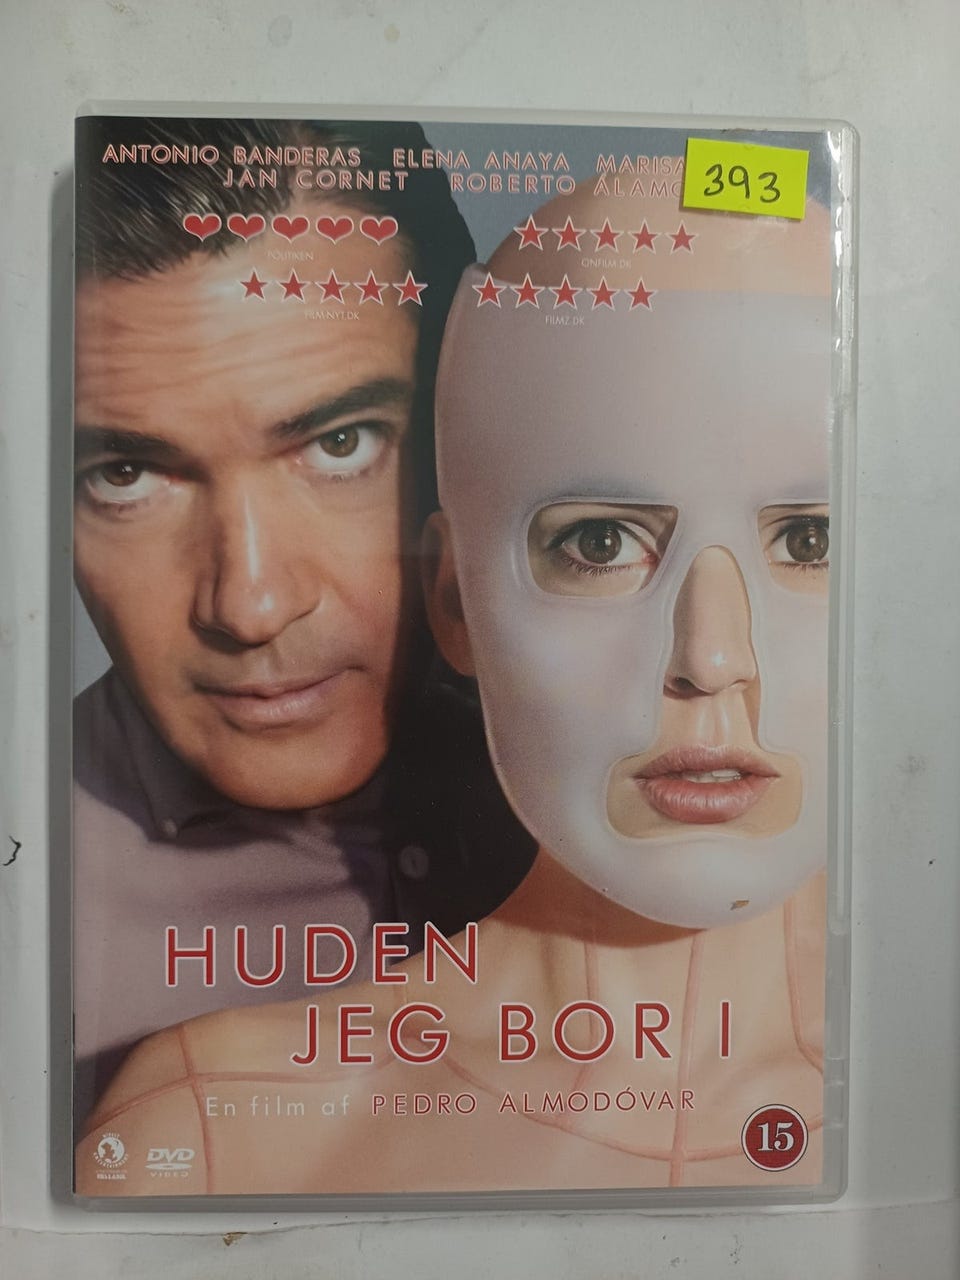 ANTONIO BANDERAS ELENA ANAYA MARISA
JAN CORNET ROBERTO ÁLAMO
393
POLITIKEN
ONFILM.DK
FILM-NYT.DK
FILMZ.DK
HUDEN
JEG BOR I
En film af PEDRO ALMODÓVAR
15
DVD
VIDEO